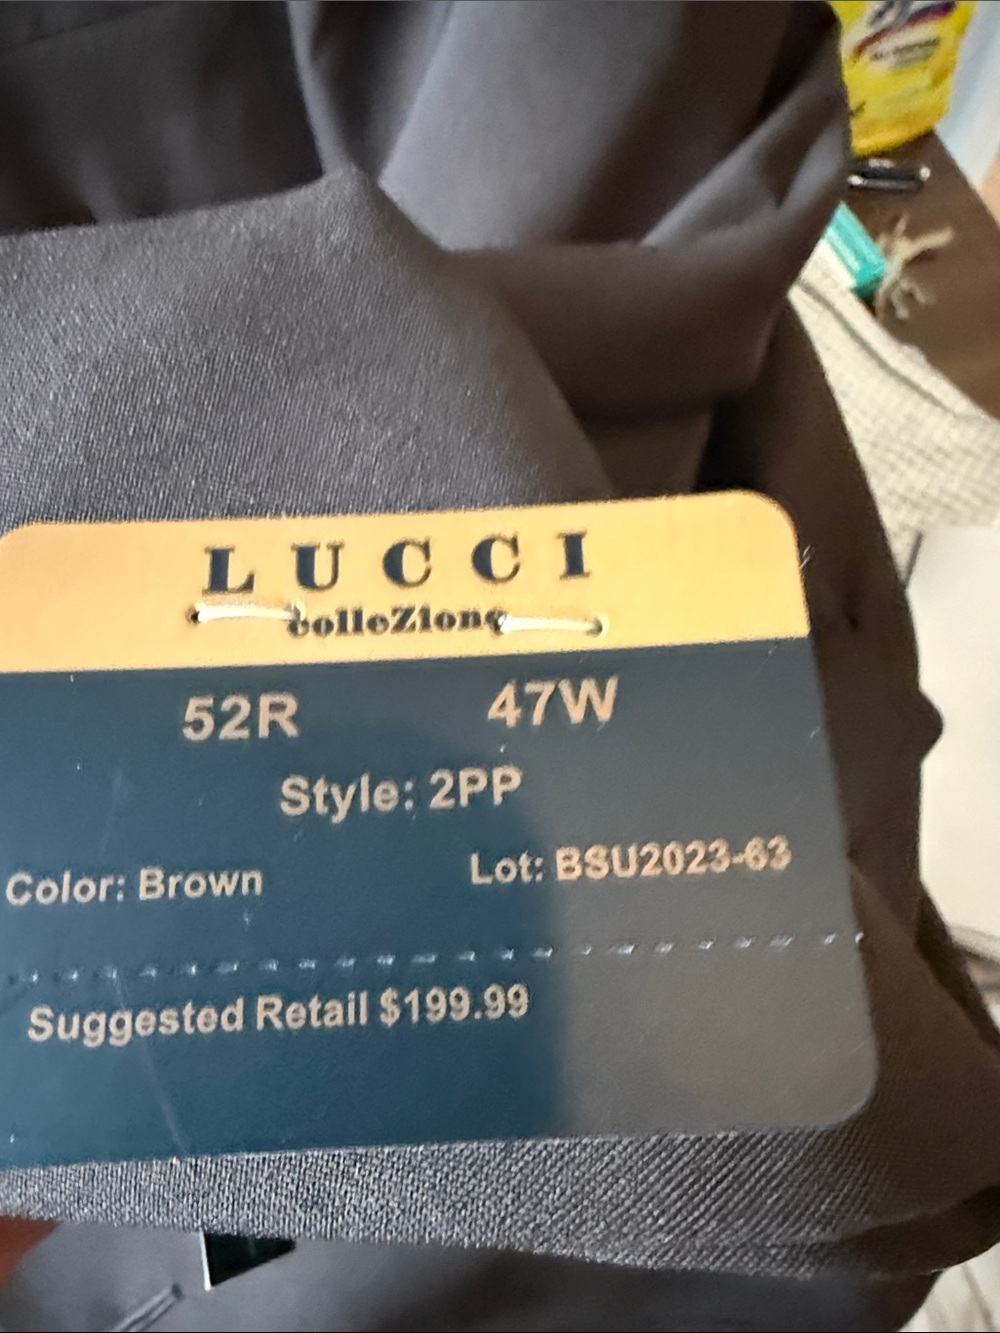 LUCCI
colleZione
52R 47W
Style: 2PP
Color: Brown Lot: BSU2023-63
Suggested Retail $199.99